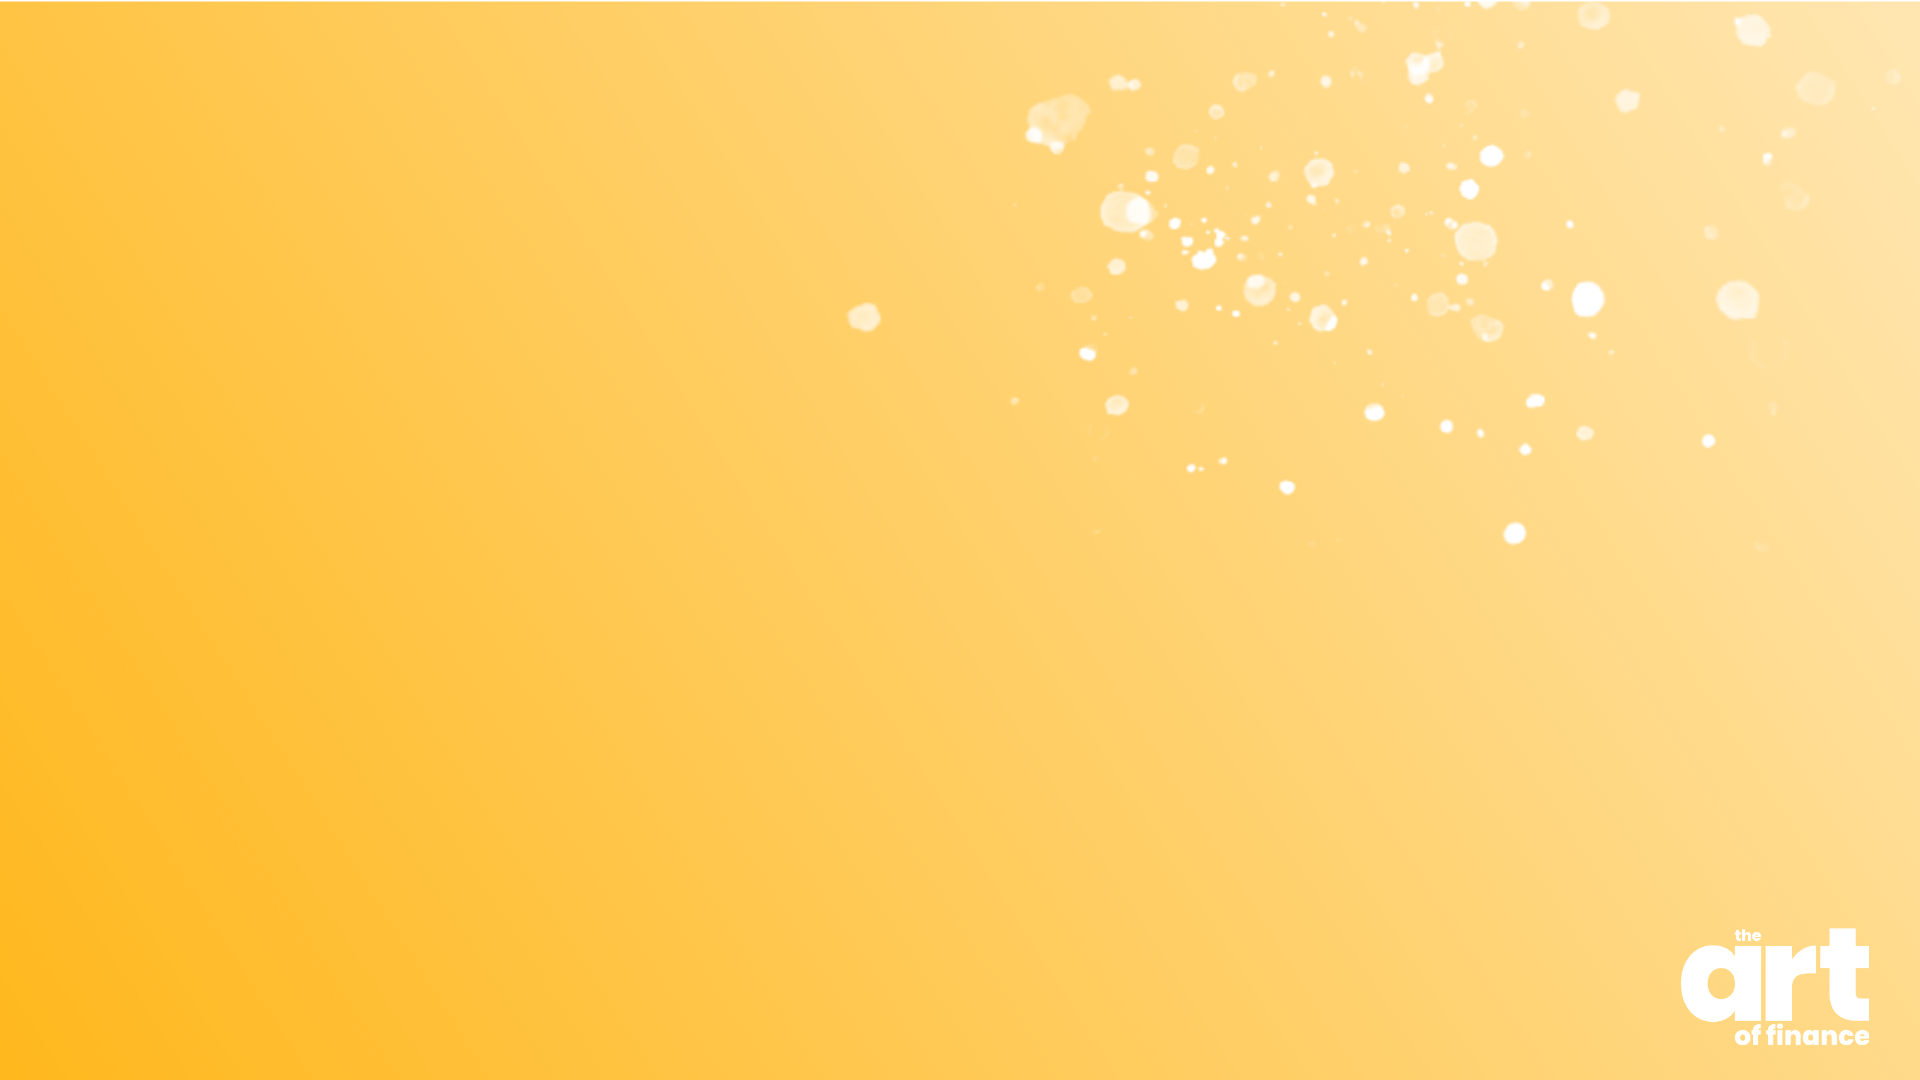 the
art
of finance